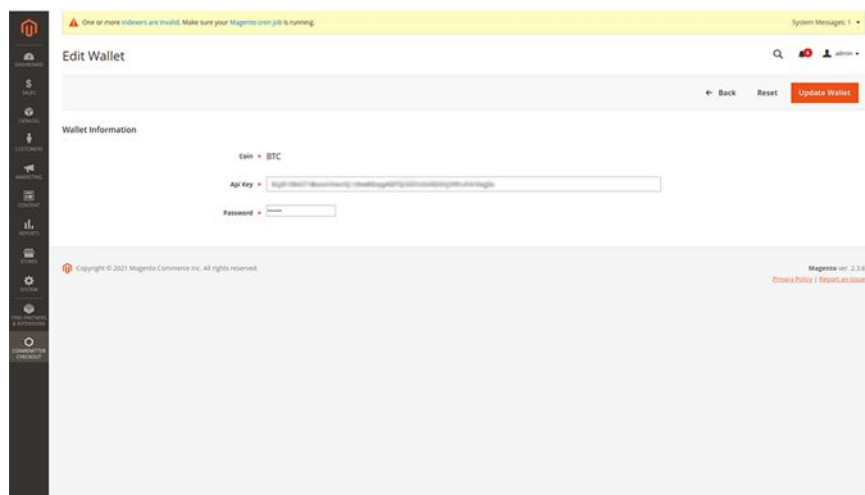 One or more indexers are invalid. Make sure your Magento cron job is running.
System Messages: 1
Edit Wallet
admin
DASHBOARD
SALES
CATALOG
CUSTOMERS
MARKETING
CONTENT
REPORTS
STORES
SYSTEM
FIND PARTNERS
& EXTENSIONS
COINREMITTER
CHECKOUT
Back
Reset
Update Wallet
Wallet Information
Coin * BTC
Api Key *
Password * ••••••
Copyright © 2021 Magento Commerce Inc. All rights reserved.
Magento ver. 2.3.6
Privacy Policy | Report an Issue